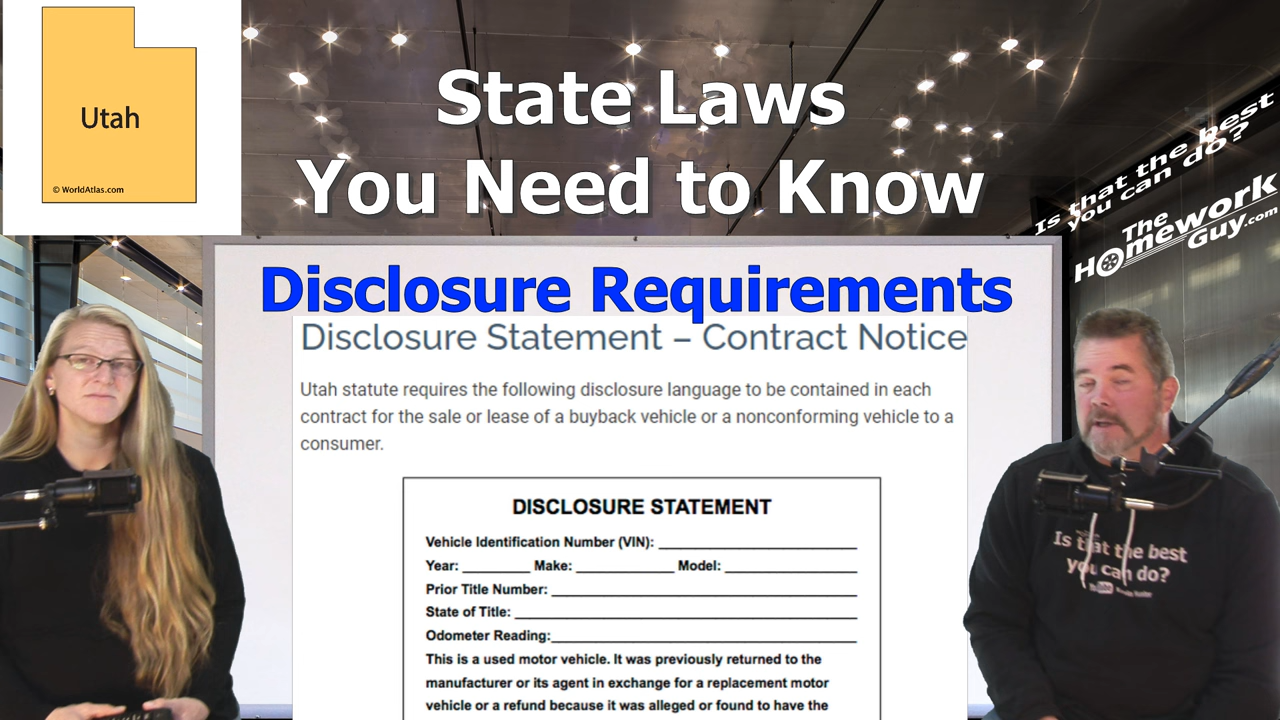 Utah
© WorldAtlas.com
State Laws
You Need to Know
Is that the best
you can do?
The
Homework
Guy.com
Disclosure Requirements
Disclosure Statement – Contract Notice
Utah statute requires the following disclosure language to be contained in each
contract for the sale or lease of a buyback vehicle or a nonconforming vehicle to a
consumer.
DISCLOSURE STATEMENT
Vehicle Identification Number (VIN):
Year: Make: Model:
Prior Title Number:
State of Title:
Odometer Reading:
This is a used motor vehicle. It was previously returned to the
manufacturer or its agent in exchange for a replacement motor
vehicle or a refund because it was alleged or found to have the
Is that the best
you can do?